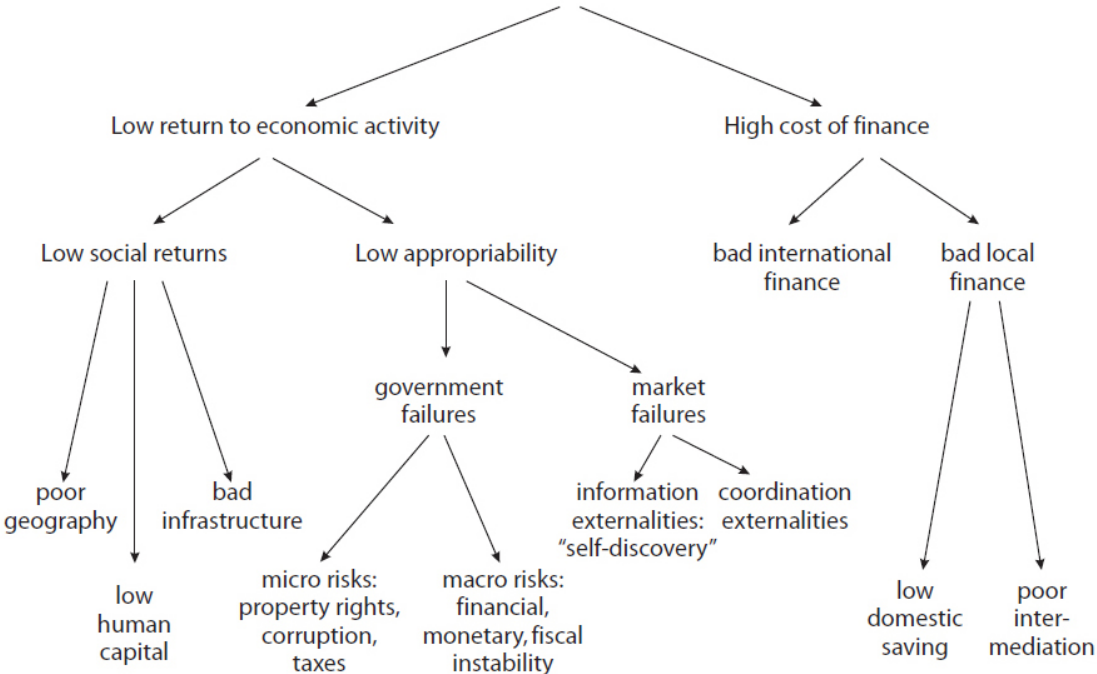 Low return to economic activity
High cost of finance
Low social returns
Low appropriability
bad international
finance
bad local
finance
government
failures
market
failures
poor
geography
bad
infrastructure
information
externalities:
“self-discovery”
coordination
externalities
low
human
capital
micro risks:
property rights,
corruption,
taxes
macro risks:
financial,
monetary, fiscal
instability
low
domestic
saving
poor
inter-
mediation